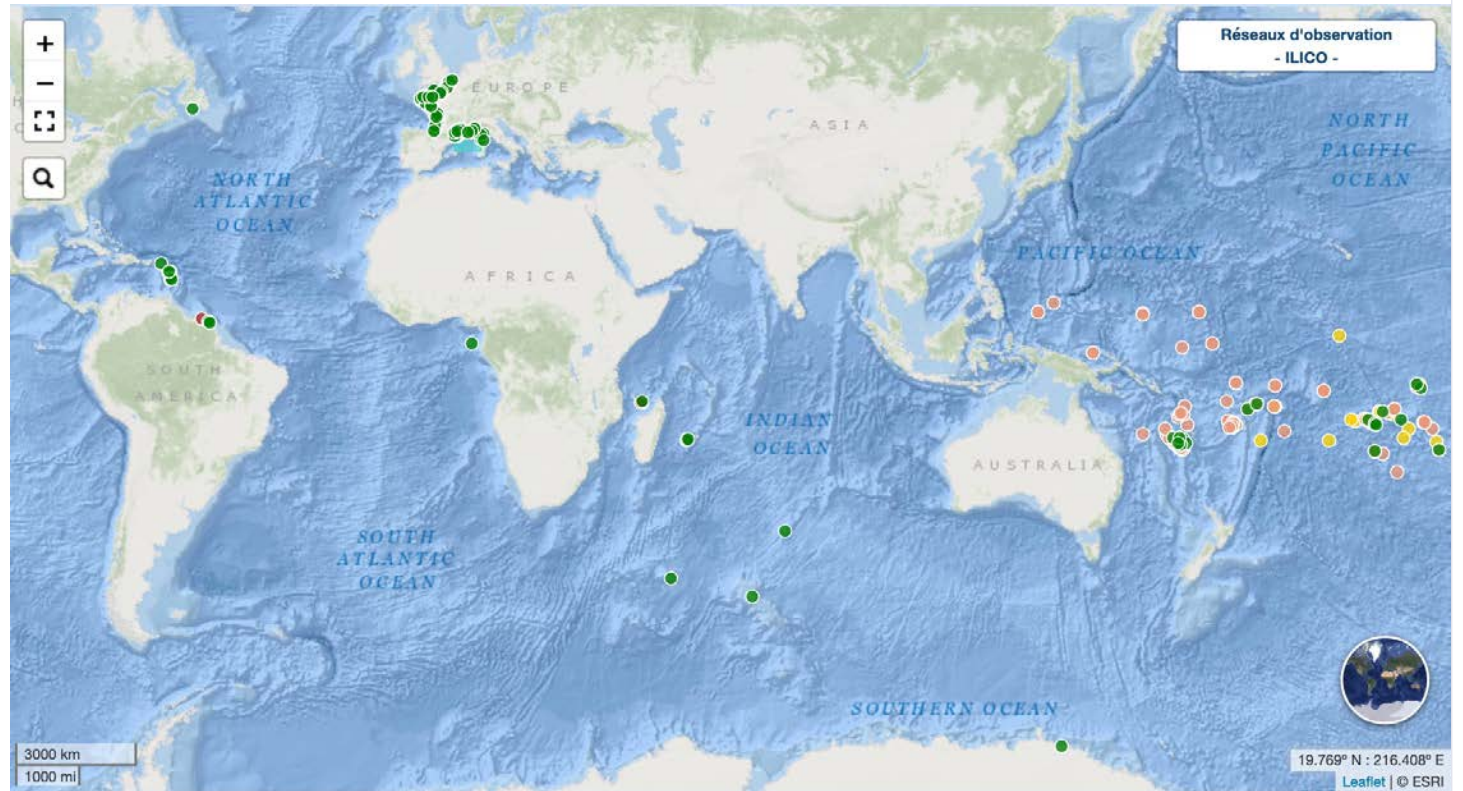 +
−
Réseaux d'observation
- ILICO -
EUROPE
ASIA
NORTH
PACIFIC
OCEAN
NORTH
ATLANTIC
OCEAN
PACIFIC OCEAN
AFRICA
SOUTH
AMERICA
INDIAN
OCEAN
AUSTRALIA
SOUTH
ATLANTIC
OCEAN
SOUTHERN OCEAN
3000 km
1000 mi
19.769° N : 216.408° E
Leaflet | © ESRI